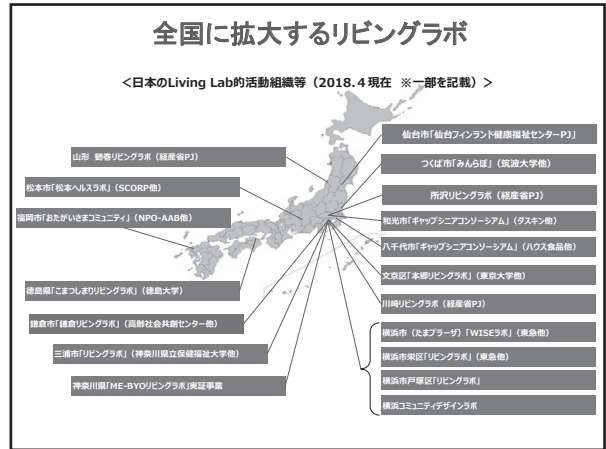 全国に拡大するリビングラボ
＜日本のLiving Lab的活動組織等（2018.４現在　※一部を記載）＞
山形 鶴巻リビングラボ（経産省PJ）
松本市「松本ヘルスラボ」（SCORP他）
福岡市「おたがいさまコミュニティ」（NPO-AAB他）
徳島県「こまつしまリビングラボ」（徳島大学）
鎌倉市「鎌倉リビングラボ」（高齢社会共創センター他）
三浦市「リビングラボ」（神奈川県立保健福祉大学他）
神奈川県「ME-BYOリビングラボ」実証事業
仙台市「仙台フィンランド健康福祉センターPJ」
つくば市「みんらぼ」（筑波大学他）
所沢リビングラボ（経産省PJ）
和光市「ギャップシニアコンソーシアム」（ダスキン他）
八千代市「ギャップシニアコンソーシアム」（ハウス食品他）
文京区「本郷リビングラボ」（東京大学他）
川崎リビングラボ（経産省PJ）
横浜市（たまプラーザ）「WISEラボ」（東急他）
横浜市栄区「リビングラボ」（東急他）
横浜市戸塚区「リビングラボ」
横浜コミュニティデザインラボ